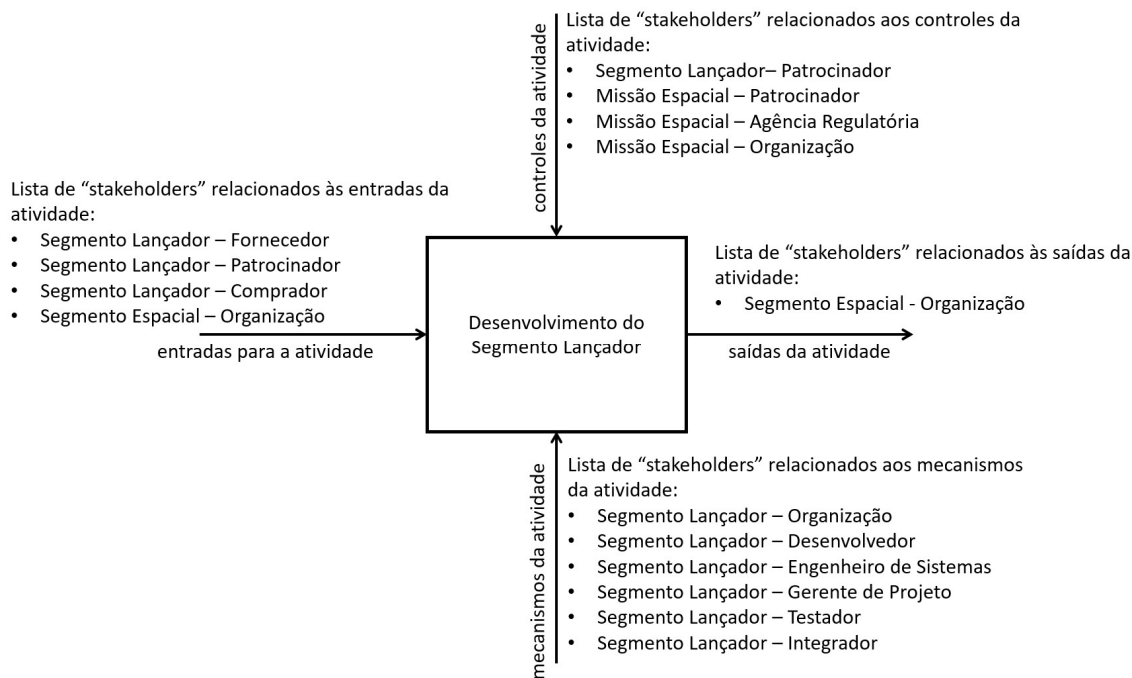 Lista de “stakeholders” relacionados aos controles da
atividade:
• Segmento Lançador– Patrocinador
• Missão Espacial – Patrocinador
• Missão Espacial – Agência Regulatória
• Missão Espacial – Organização
controles da atividade
Lista de “stakeholders” relacionados às entradas da
atividade:
• Segmento Lançador – Fornecedor
• Segmento Lançador – Patrocinador
• Segmento Lançador – Comprador
• Segmento Espacial – Organização
entradas para a atividade
Desenvolvimento do
Segmento Lançador
Lista de “stakeholders” relacionados às saídas da
atividade:
• Segmento Espacial - Organização
saídas da atividade
mecanismos da atividade
Lista de “stakeholders” relacionados aos mecanismos
da atividade:
• Segmento Lançador – Organização
• Segmento Lançador – Desenvolvedor
• Segmento Lançador – Engenheiro de Sistemas
• Segmento Lançador – Gerente de Projeto
• Segmento Lançador – Testador
• Segmento Lançador – Integrador